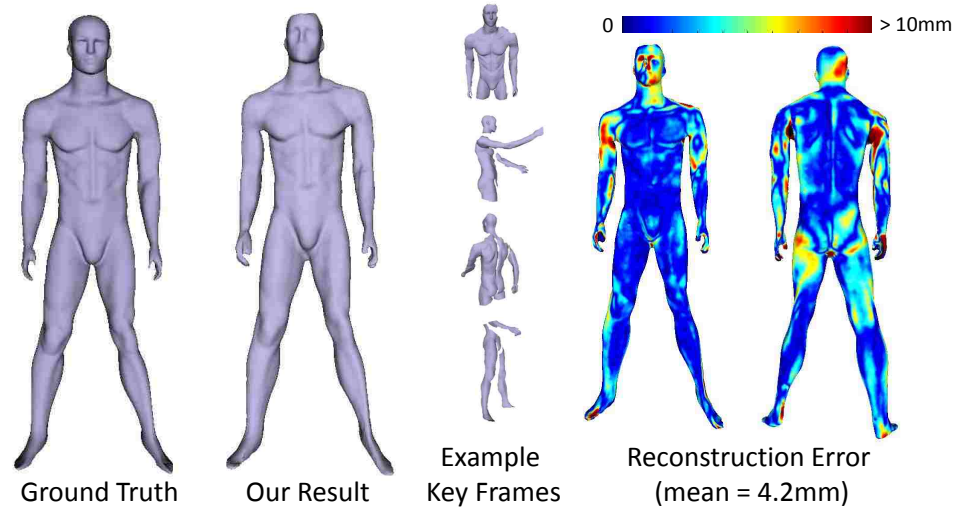 0 > 10mm
Ground Truth
Our Result
Example
Key Frames
Reconstruction Error
(mean = 4.2mm)